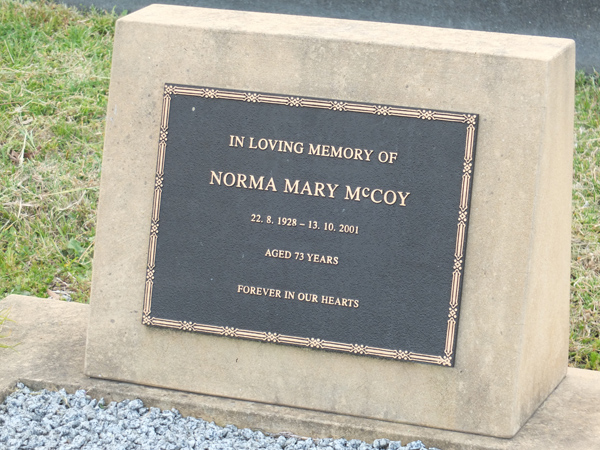 IN LOVING MEMORY OF
NORMA MARY McCOY
22. 8. 1928 – 13. 10. 2001
AGED 73 YEARS
FOREVER IN OUR HEARTS